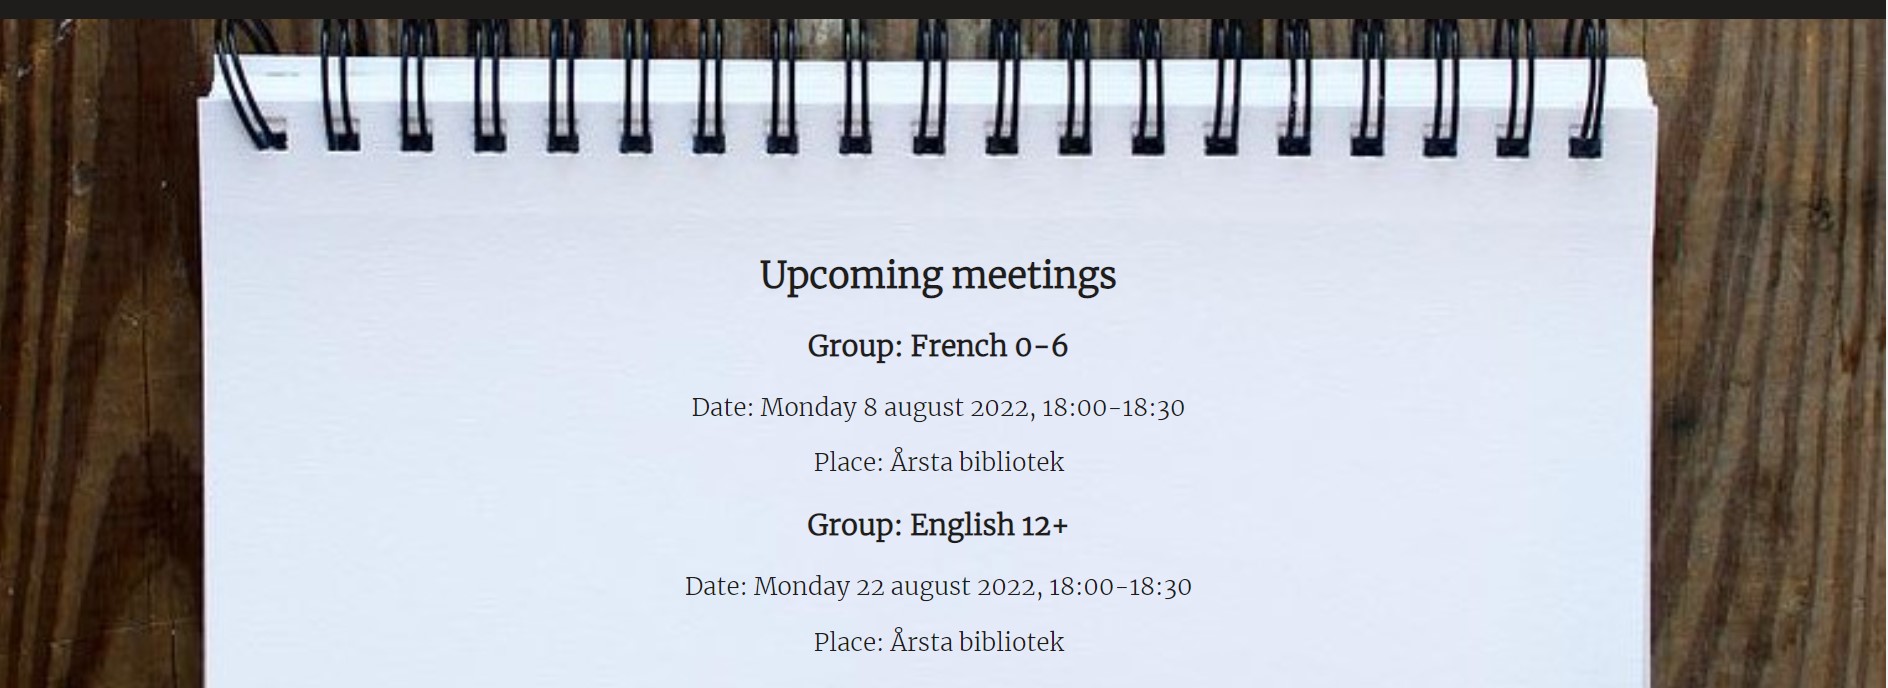 Upcoming meetings
Group: French 0-6
Date: Monday 8 august 2022, 18:00-18:30
Place: Årsta bibliotek
Group: English 12+
Date: Monday 22 august 2022, 18:00-18:30
Place: Årsta bibliotek